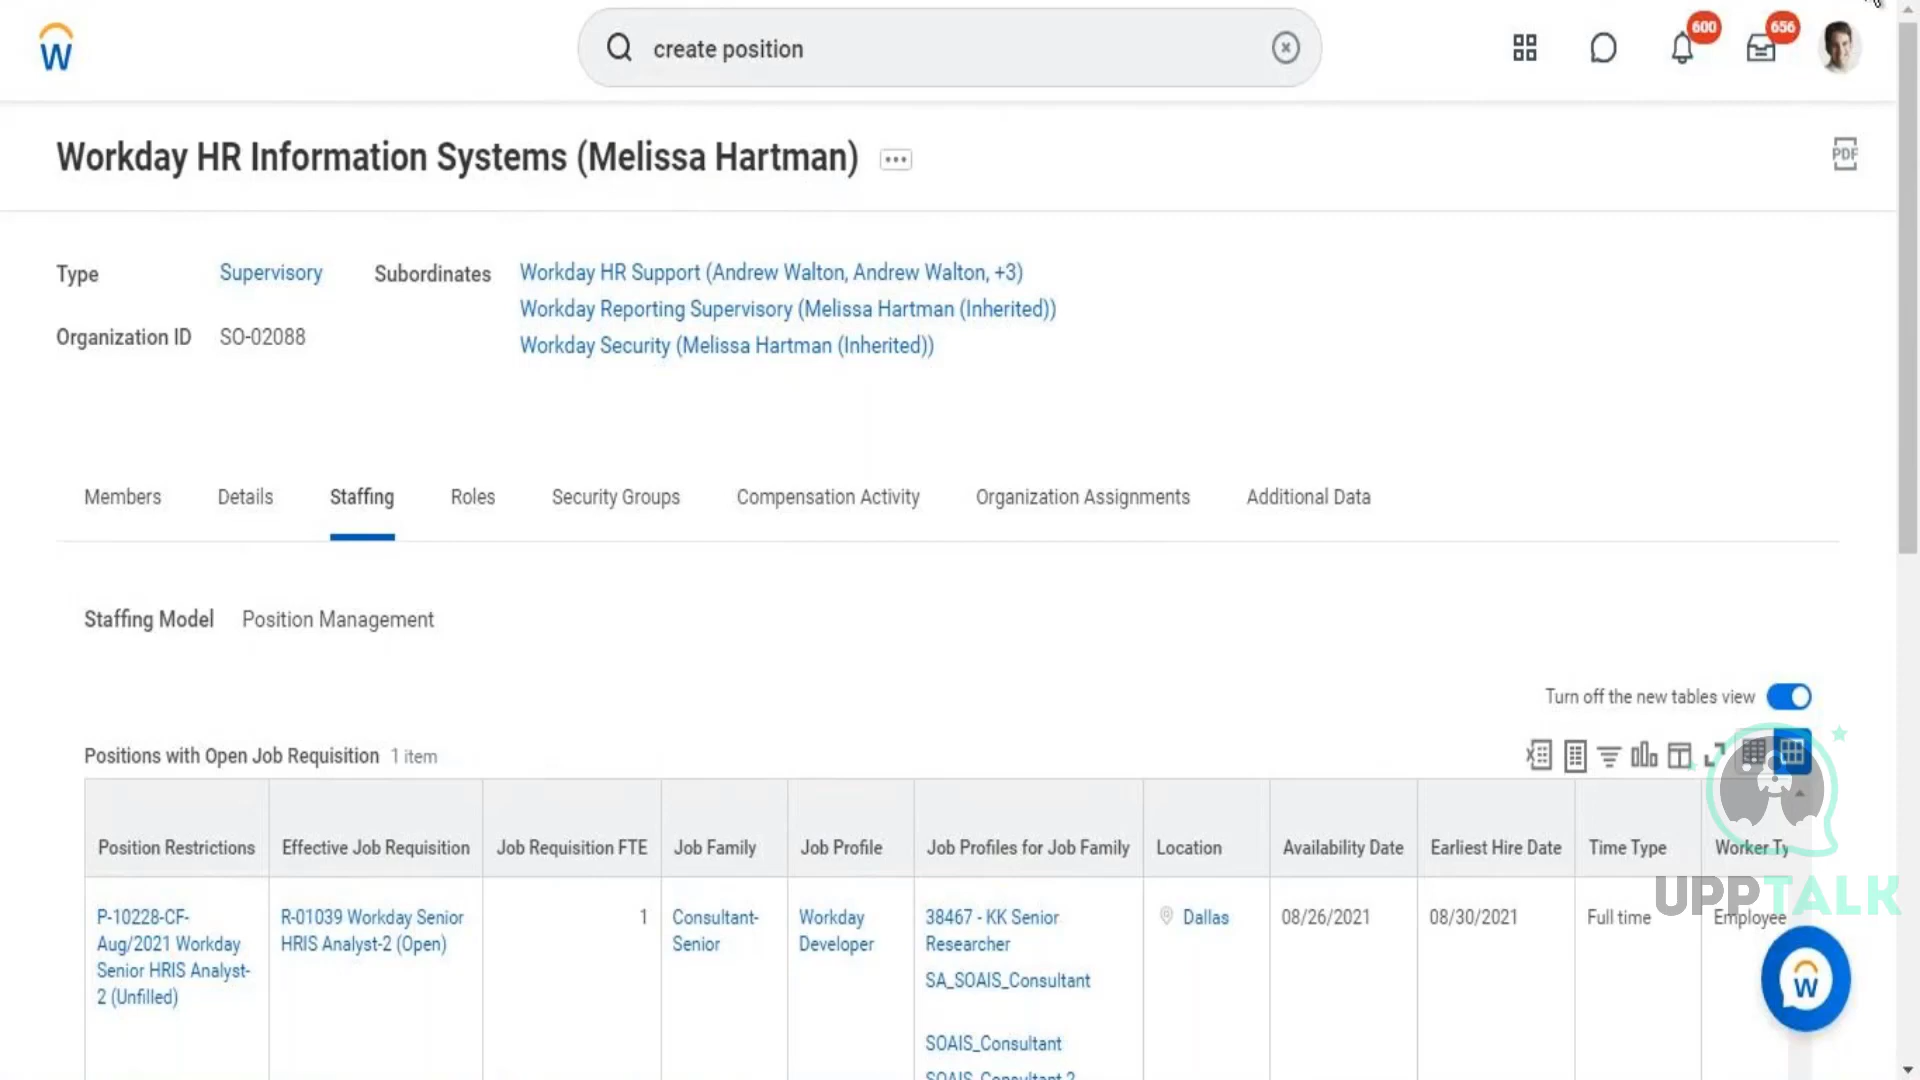 W
create position
600
656
Workday HR Information Systems (Melissa Hartman)
PDF
Type
Supervisory
Subordinates
Workday HR Support (Andrew Walton, Andrew Walton, +3)
Workday Reporting Supervisory (Melissa Hartman (Inherited))
Organization ID
SO-02088
Workday Security (Melissa Hartman (Inherited))
Members Details Staffing Roles Security Groups Compensation Activity Organization Assignments Additional Data
Staffing Model Position Management
Turn off the new tables view
Positions with Open Job Requisition 1 item
Position Restrictions Effective Job Requisition Job Requisition FTE Job Family Job Profile Job Profiles for Job Family Location Availability Date Earliest Hire Date Time Type Worker Ty
P-10228-CF-
Aug/2021 Workday
Senior HRIS Analyst-
2 (Unfilled)
R-01039 Workday Senior
HRIS Analyst-2 (Open)
1
Consultant-
Senior
Workday
Developer
38467 - KK Senior
Researcher
SA_SOAIS_Consultant
SOAIS_Consultant
SOAIS_Consultant 2
Dallas
08/26/2021
08/30/2021
Full time
Employee
UPPTALK
W